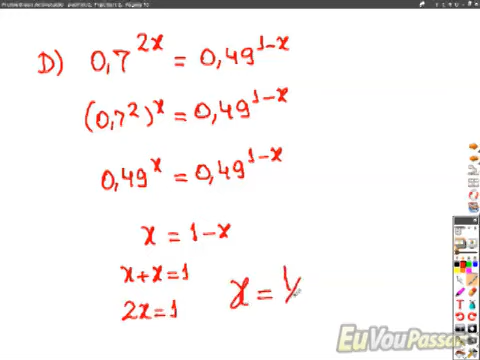 D) 0,7^{2x} = 0,49^{1-x}
(0,7^2)^x = 0,49^{1-x}
0,49^x = 0,49^{1-x}
x = 1-x
x+x=1
2x=1
x = 1/
EuVouPassar